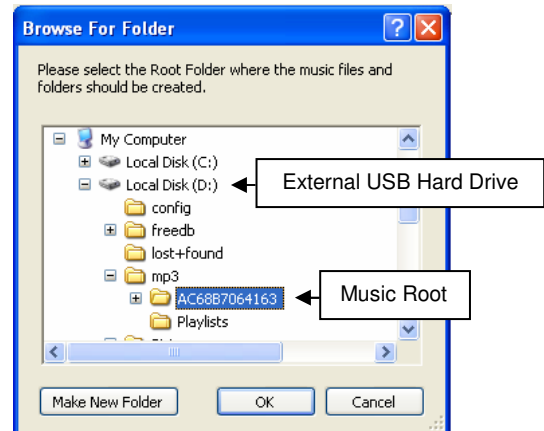 Browse For Folder
Please select the Root Folder where the music files and
folders should be created.
My Computer
Local Disk (C:)
Local Disk (D:)
External USB Hard Drive
config
freedb
lost+found
mp3
AC68B7064163
Music Root
Playlists
Make New Folder
OK
Cancel